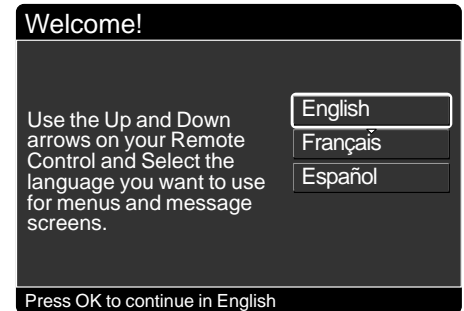 Welcome!
Use the Up and Down
arrows on your Remote
Control and Select the
language you want to use
for menus and message
screens.
English
Français
Español
Press OK to continue in English